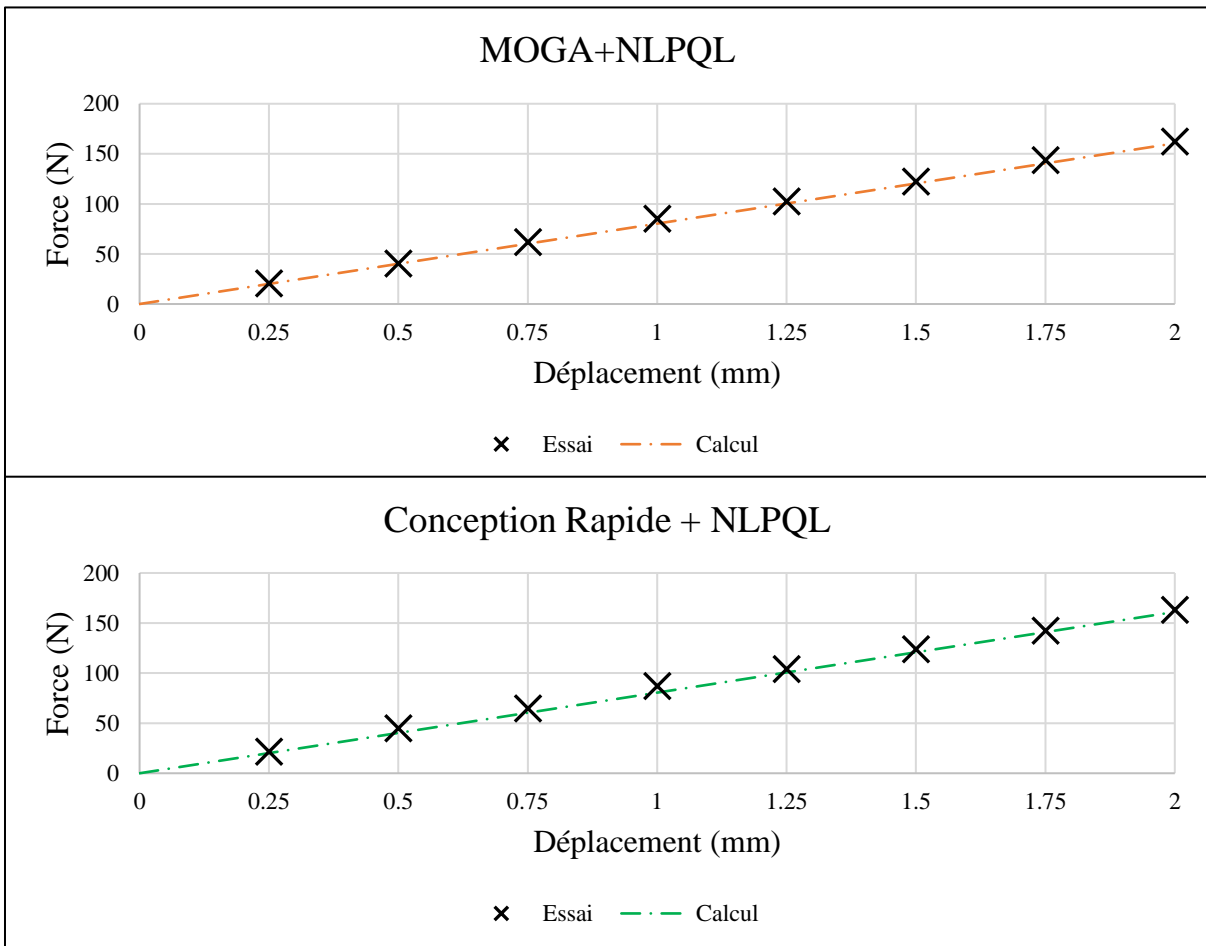 MOGA+NLPQL
200
150
100
50
0
Force (N)
0 0.25 0.5 0.75 1 1.25 1.5 1.75 2
Déplacement (mm)
Essai Calcul
Conception Rapide + NLPQL
200
150
100
50
0
Force (N)
0 0.25 0.5 0.75 1 1.25 1.5 1.75 2
Déplacement (mm)
Essai Calcul